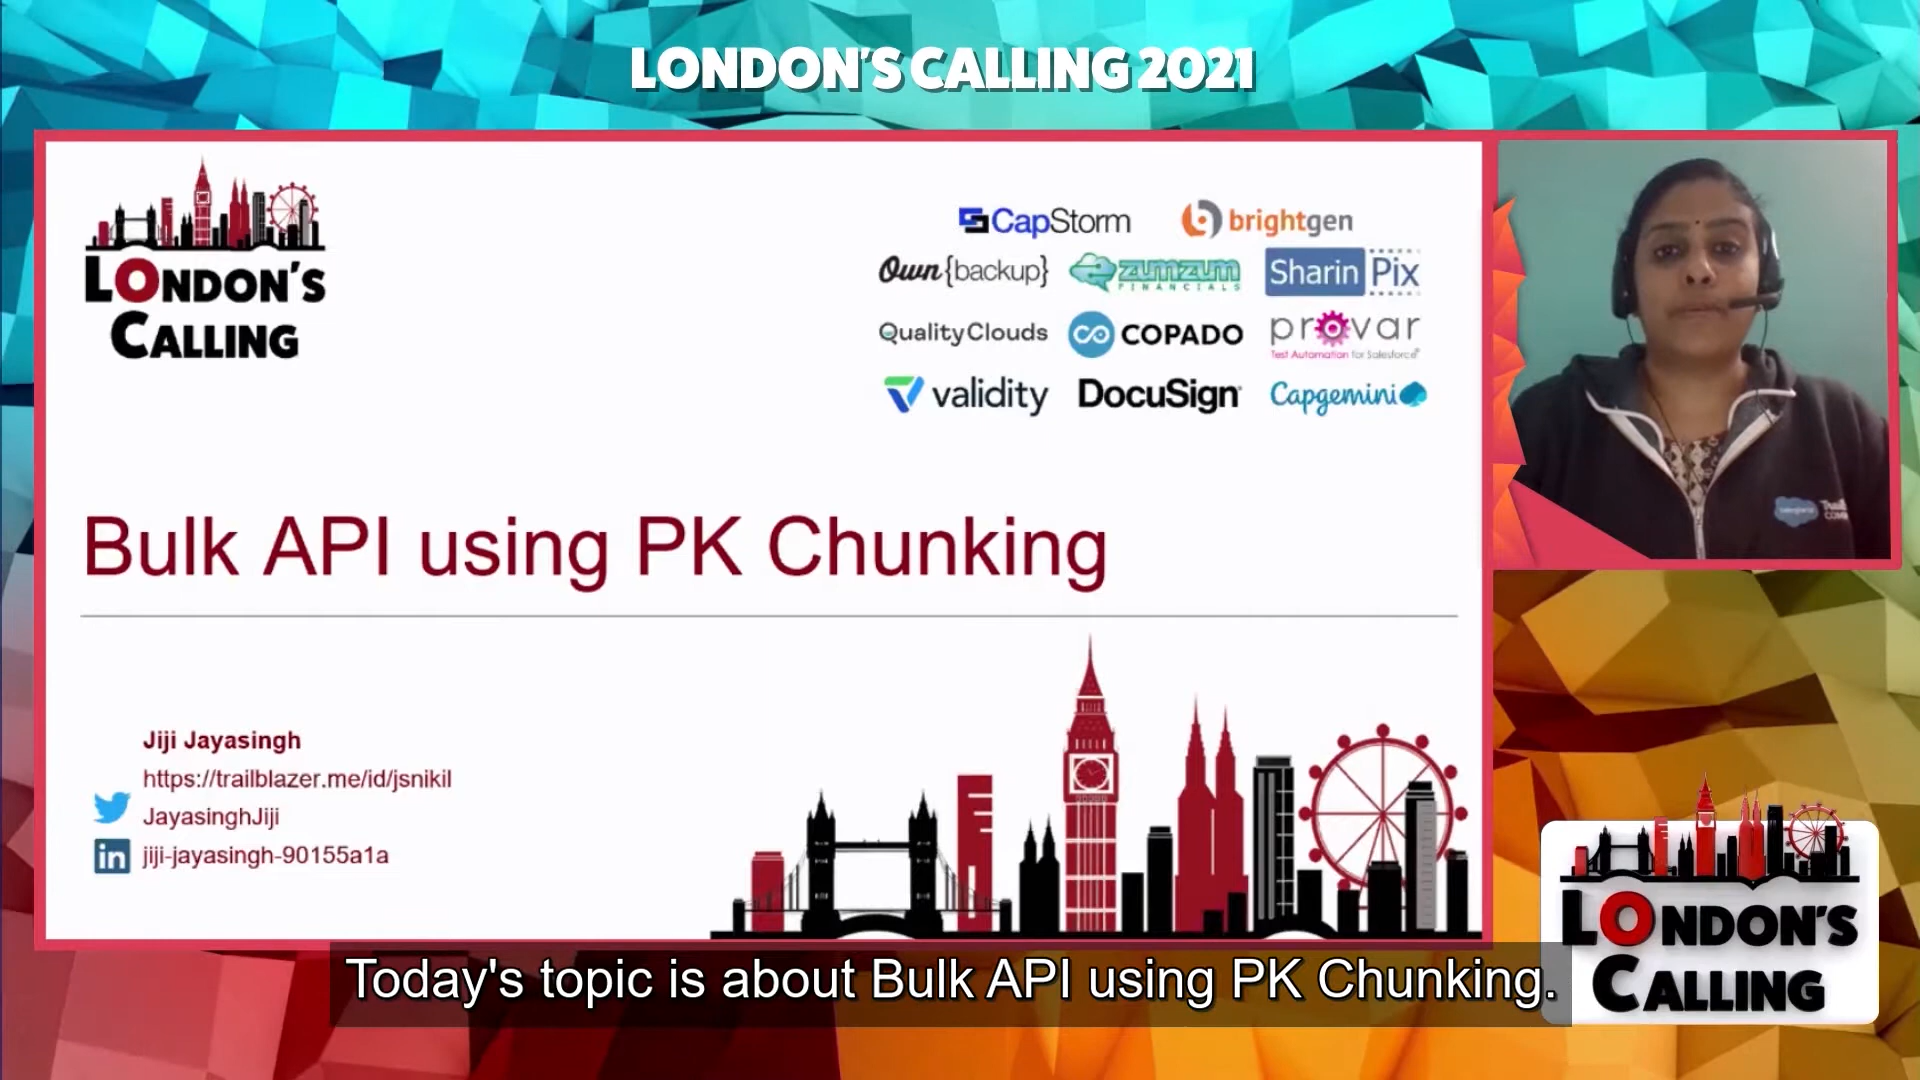 LONDON'S CALLING 2021
LONDON'S
CALLING
CapStorm
brightgen
Own{backup}
zumzum
FINANCIALS
SharinPix
QualityClouds
COPADO
provar
Test Automation for Salesforce®
validity
DocuSign
Capgemini
Bulk API using PK Chunking
Jiji Jayasingh
https://trailblazer.me/id/jsnikil
JayasinghJiji
in
jiji-jayasingh-90155a1a
Today's topic is about Bulk API using PK Chunking.
LONDON'S
CALLING